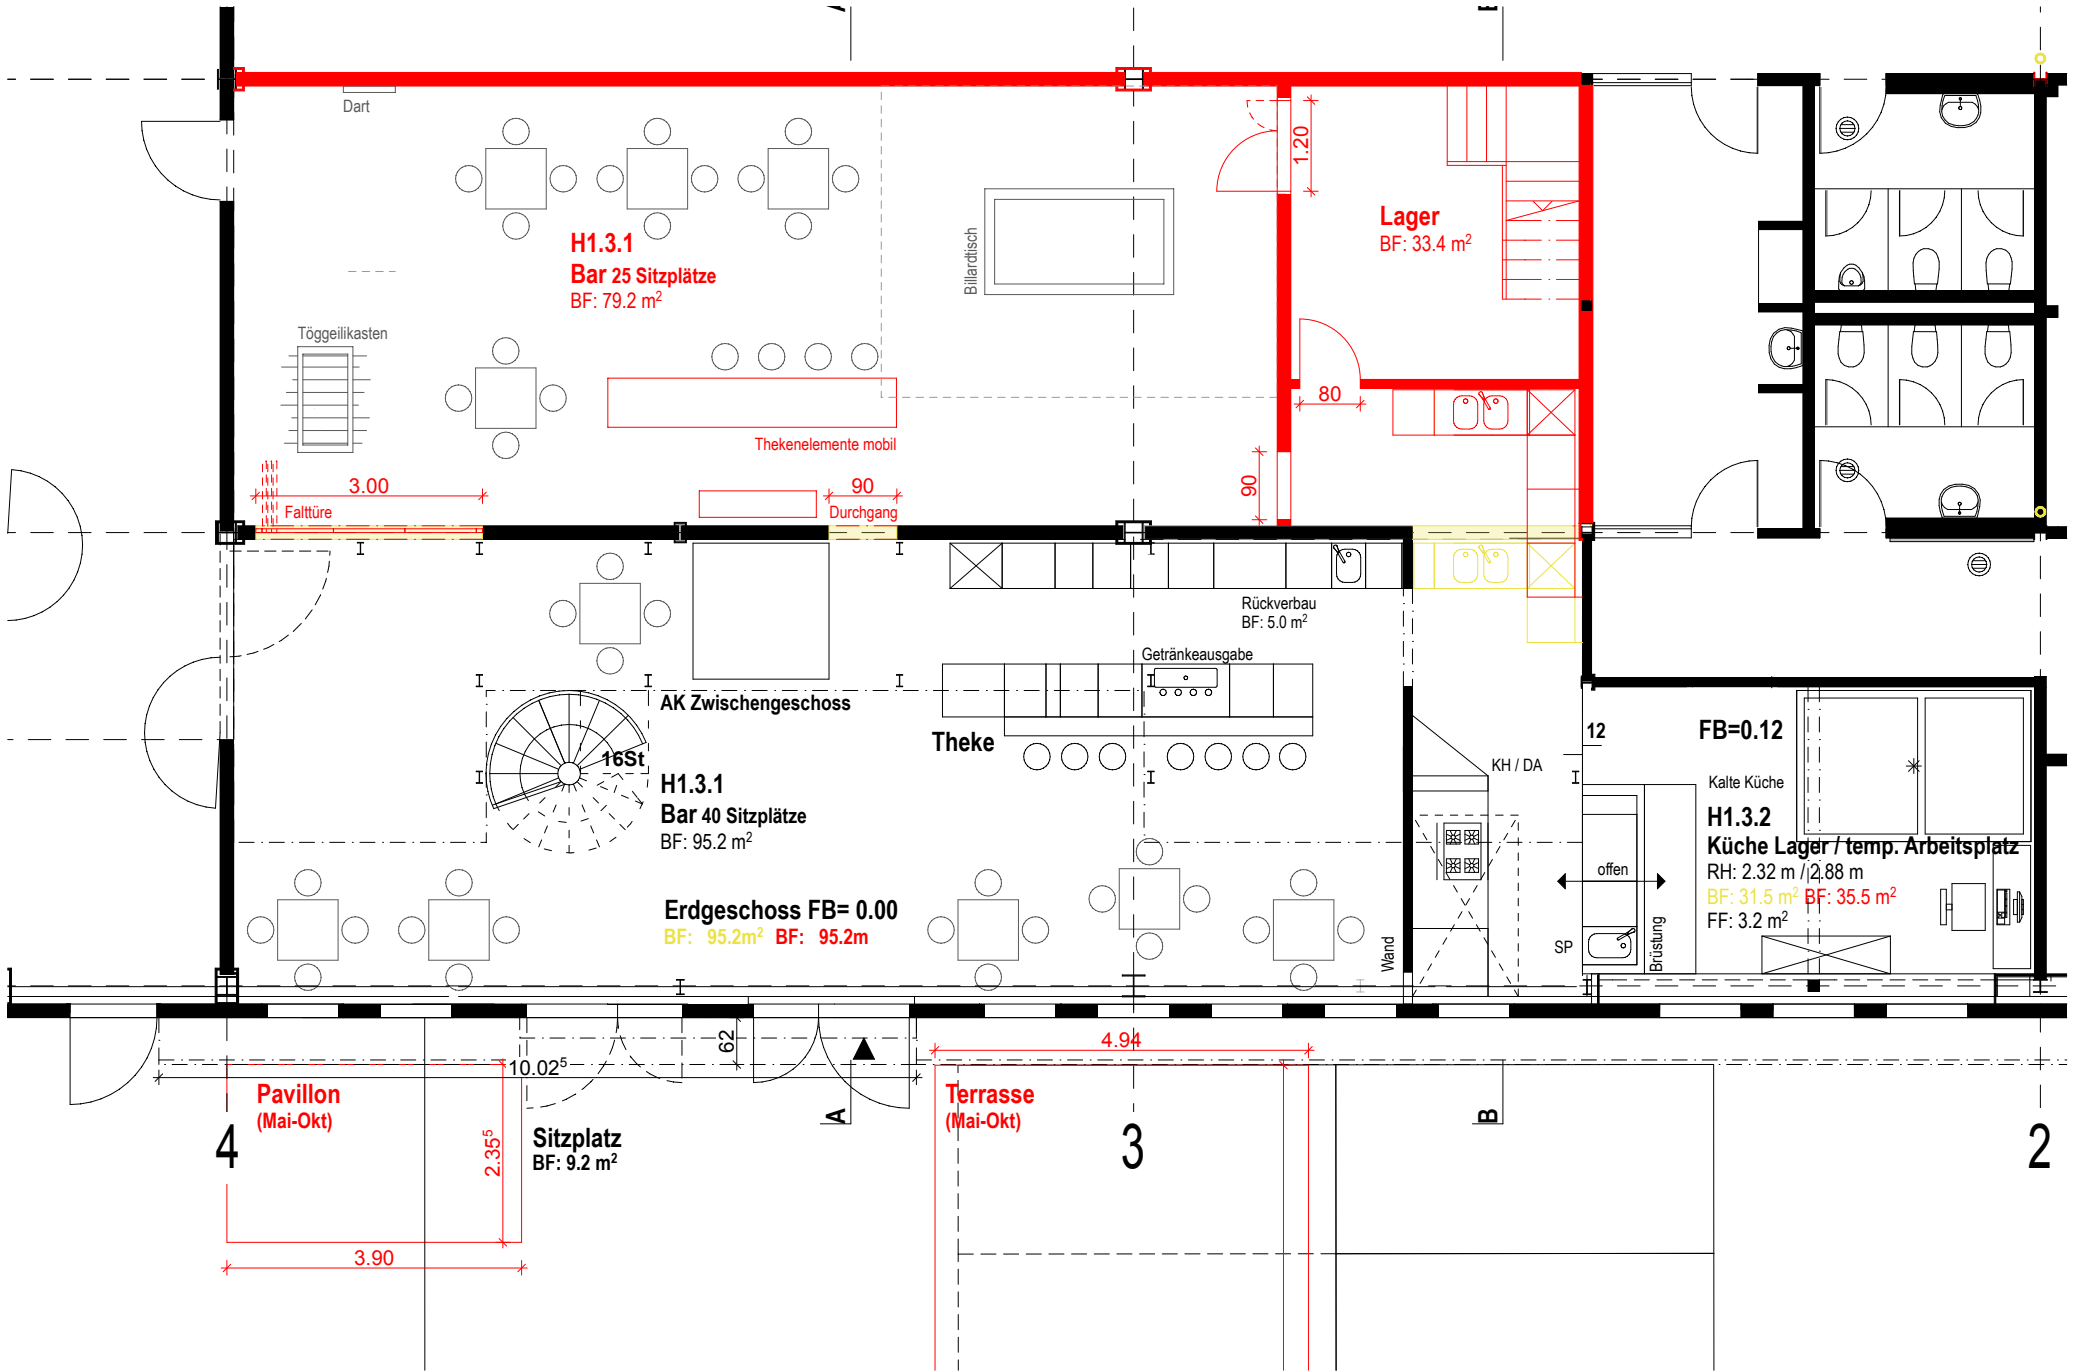 Dart
1.20
H1.3.1
Bar 25 Sitzplätze
BF: 79.2 m²
Billardtisch
Lager
BF: 33.4 m²
Töggeilikasten
80
Thekenelemente mobil
3.00
Falttüre
90
Durchgang
90
Rückverbau
BF: 5.0 m²
Getränkeausgabe
AK Zwischengeschoss
Theke
16St
H1.3.1
Bar 40 Sitzplätze
BF: 95.2 m²
12
FB=0.12
KH / DA
Kalte Küche
H1.3.2
Küche Lager / temp. Arbeitsplatz
RH: 2.32 m / 2.88 m
BF: 31.5 m² BF: 35.5 m²
FF: 3.2 m²
offen
Erdgeschoss FB= 0.00
BF: 95.2m² BF: 95.2m
Wand
SP
Brüstung
62
4.94
10.02⁵
Pavillon
(Mai-Okt)
Terrasse
(Mai-Okt)
A
B
4
3
2
2.35⁵
Sitzplatz
BF: 9.2 m²
3.90